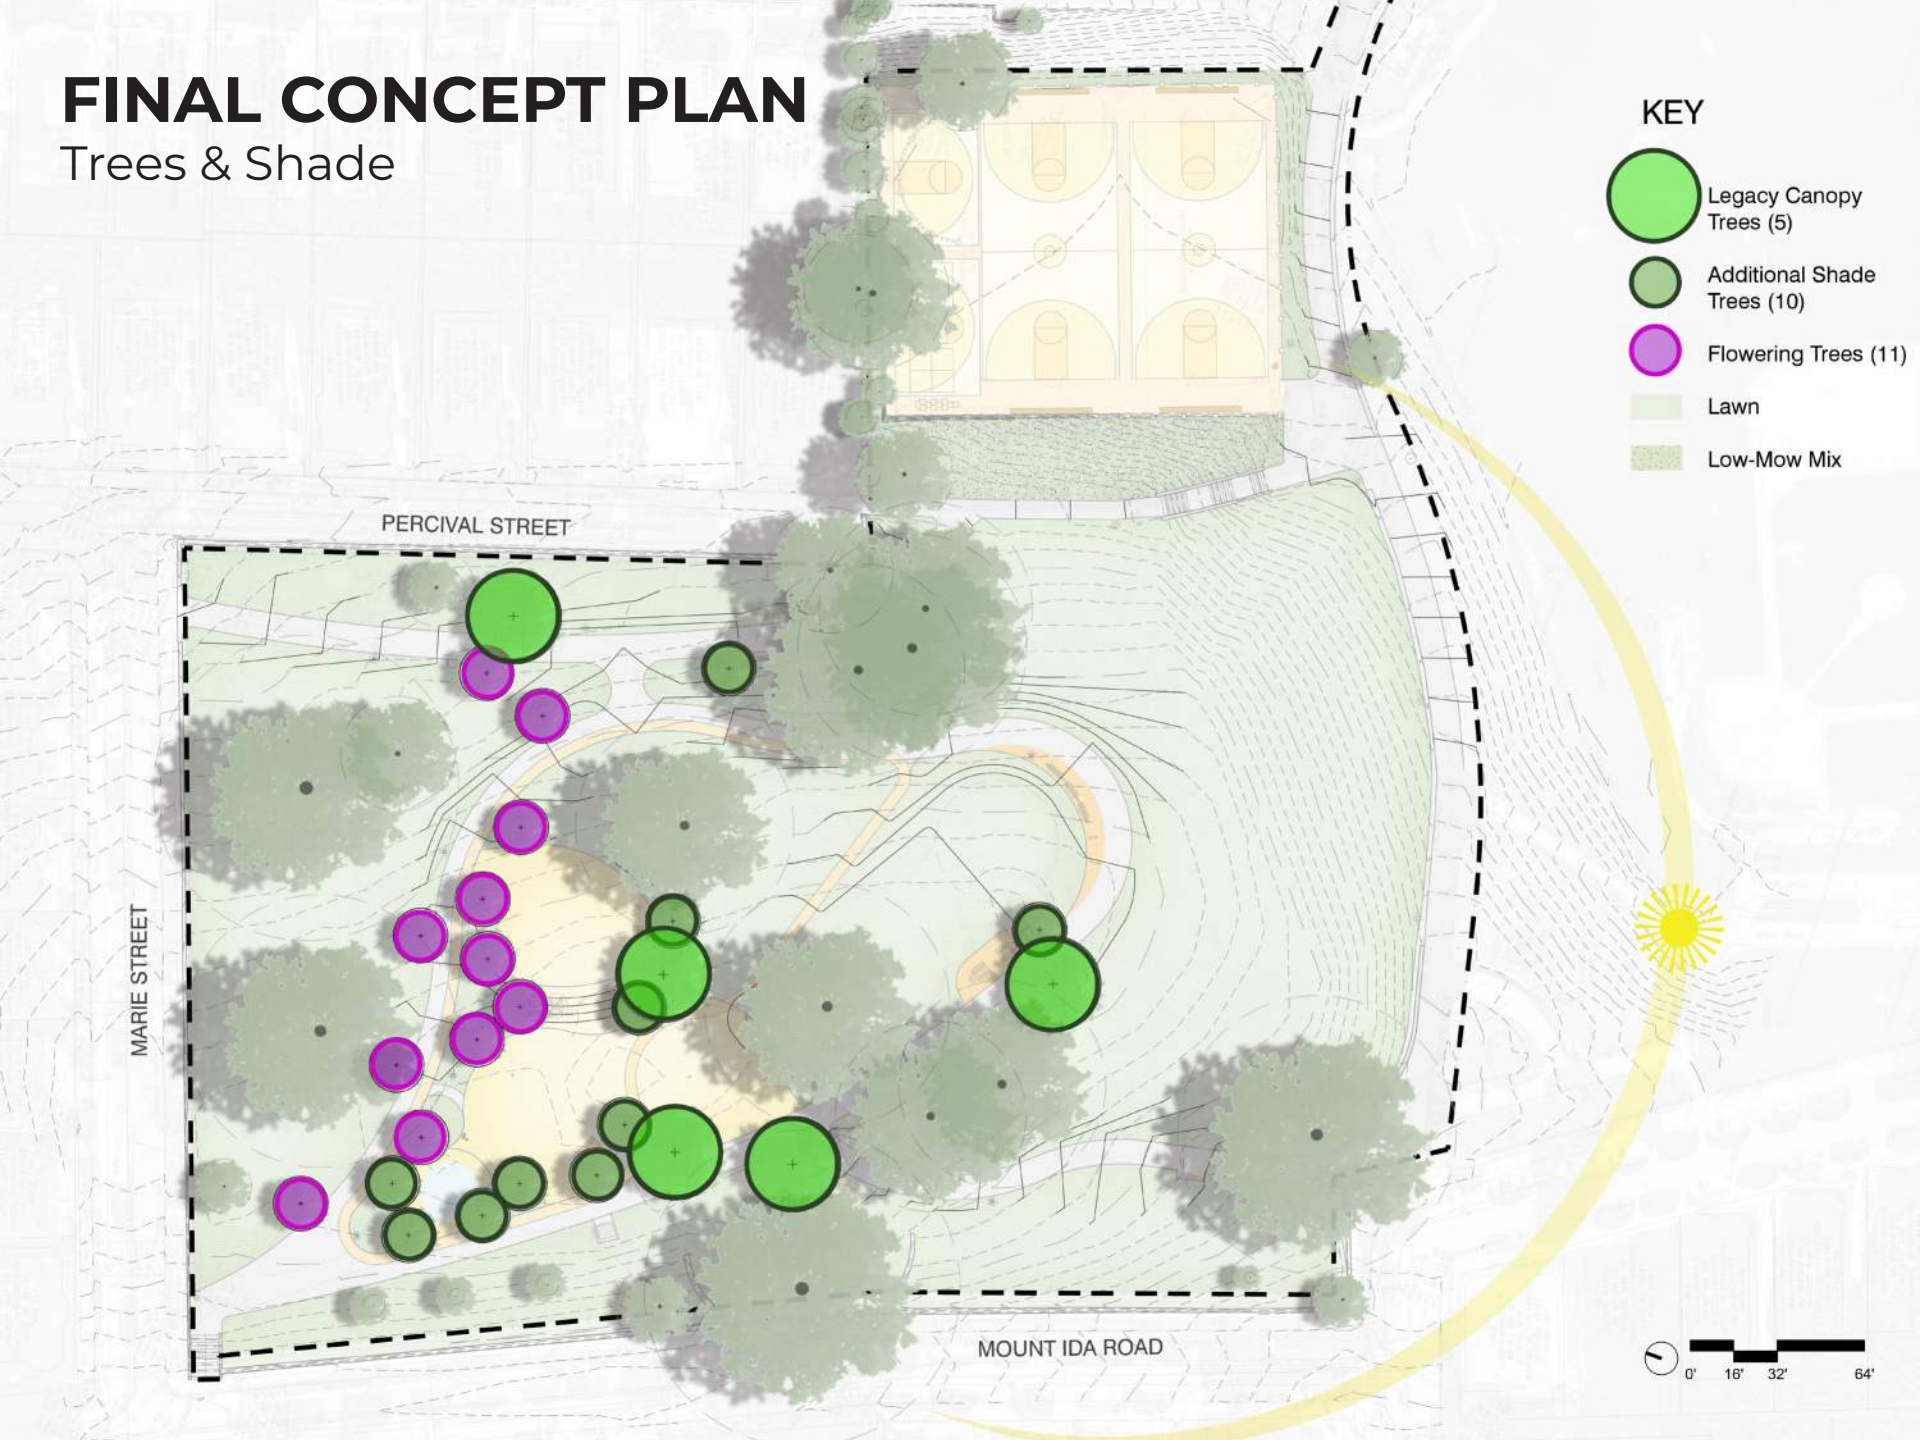 FINAL CONCEPT PLAN
Trees & Shade
KEY
Legacy Canopy
Trees (5)
Additional Shade
Trees (10)
Flowering Trees (11)
Lawn
Low-Mow Mix
PERCIVAL STREET
MARIE STREET
MOUNT IDA ROAD
0'
16'
32'
64'